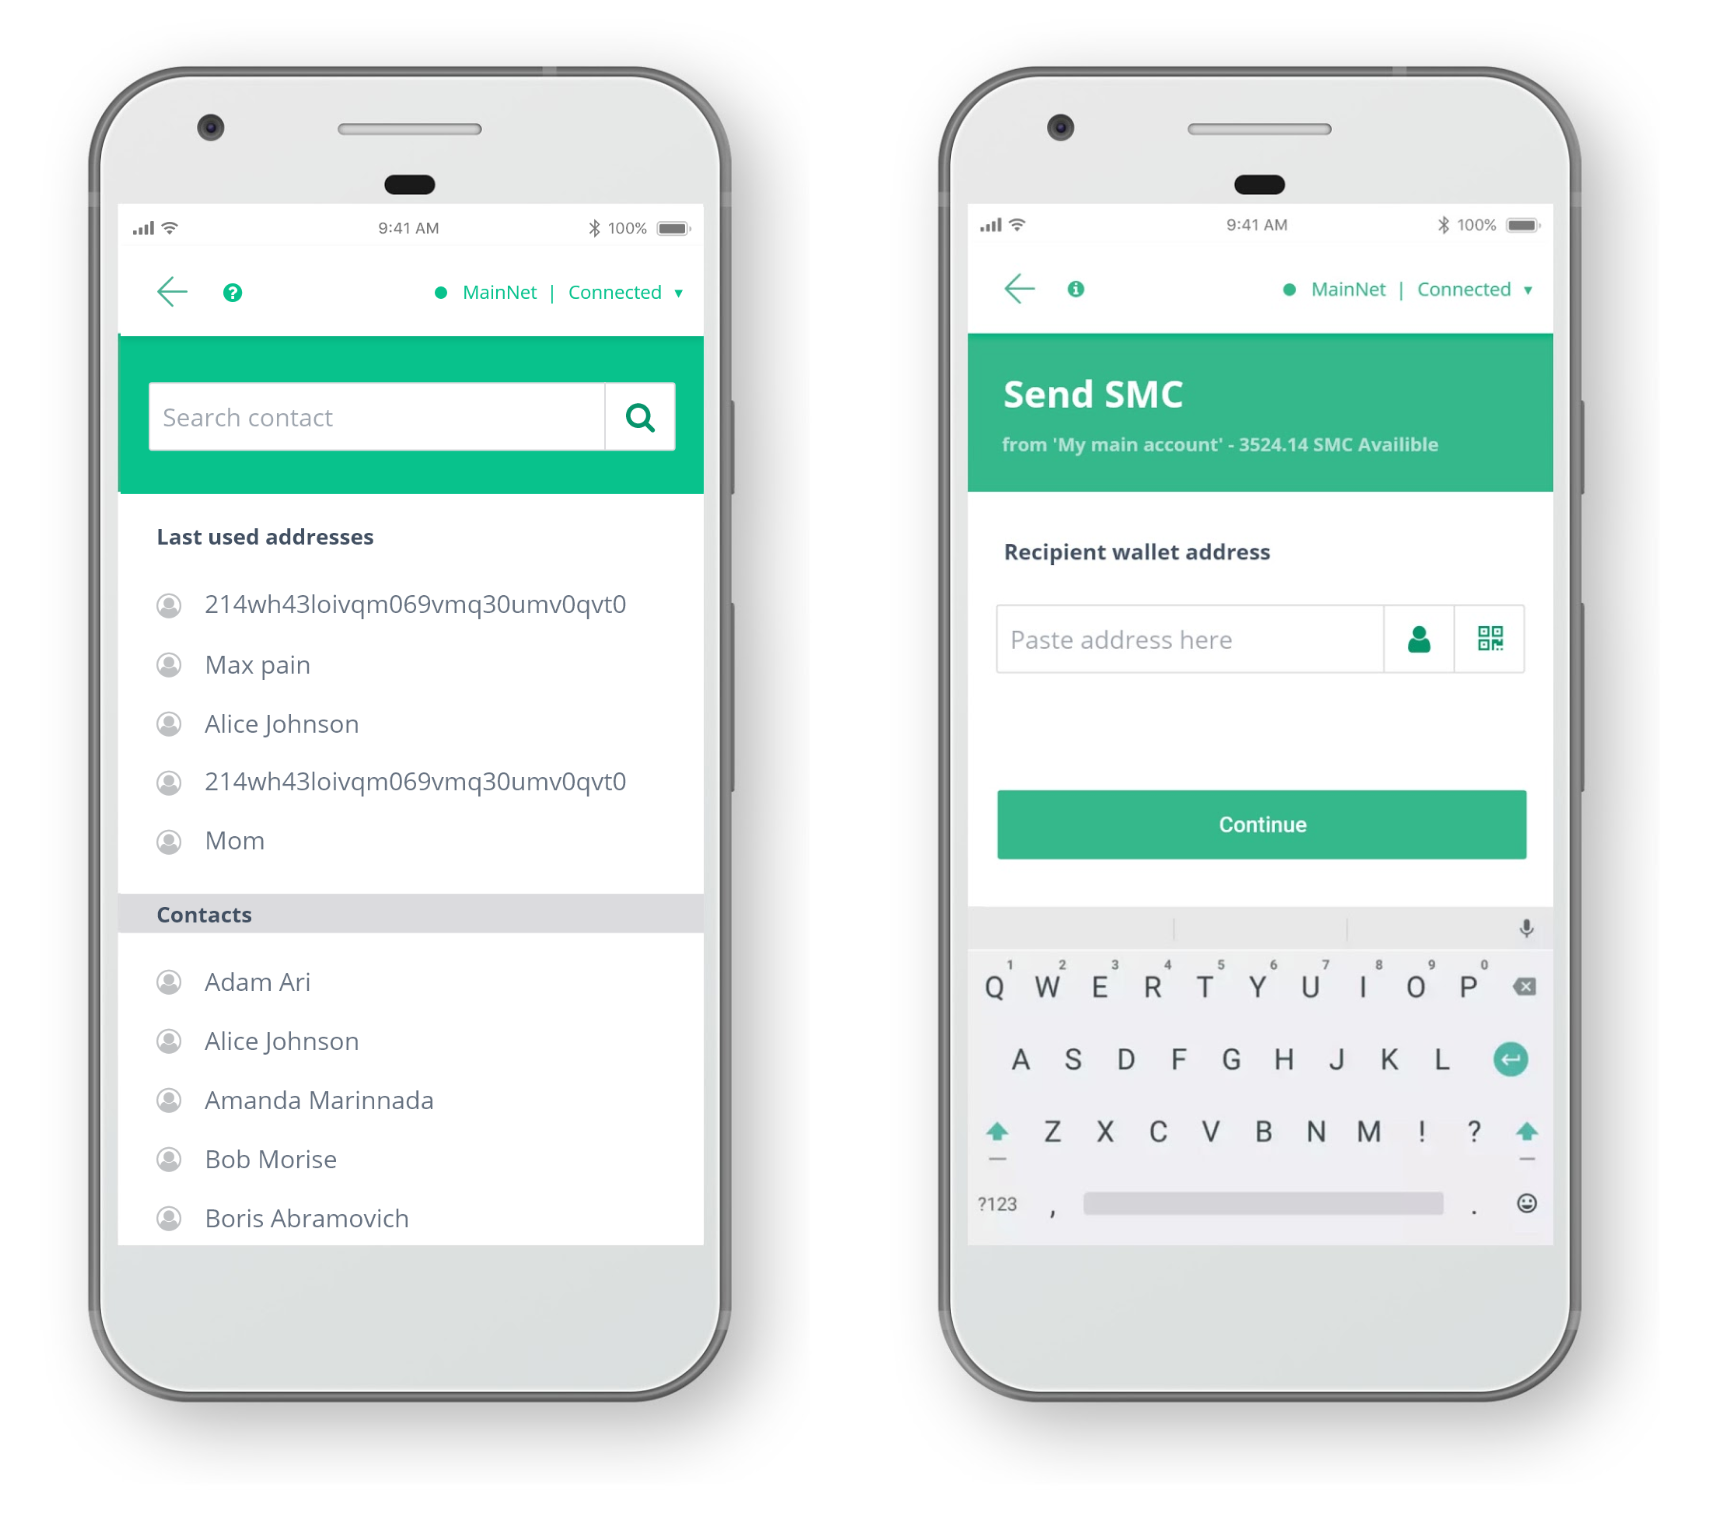 9:41 AM 100%
MainNet | Connected ▾
Search contact
Last used addresses
214wh43loivqm069vmq30umv0qvt0
Max pain
Alice Johnson
214wh43loivqm069vmq30umv0qvt0
Mom
Contacts
Adam Ari
Alice Johnson
Amanda Marinnada
Bob Morise
Boris Abramovich
9:41 AM 100%
MainNet | Connected ▾
Send SMC
from 'My main account' - 3524.14 SMC Availible
Recipient wallet address
Paste address here
Continue
1 2 3 4 5 6 7 8 9 0
Q W E R T Y U I O P
A S D F G H J K L
Z X C V B N M ! ?
?123 , .